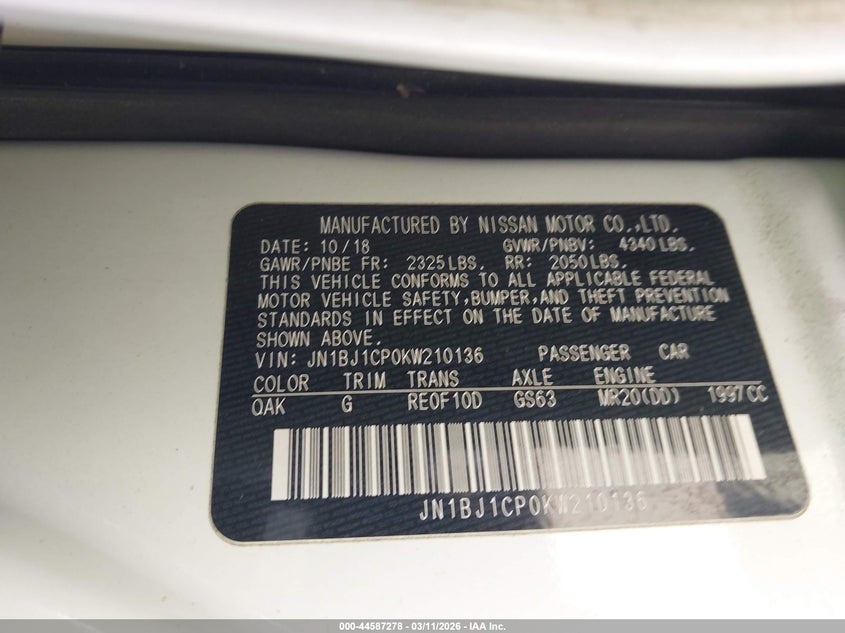 MANUFACTURED BY NISSAN MOTOR CO.,LTD.
DATE: 10/18 GVWR/PNBV: 4340 LBS.
GAWR/PNBE FR: 2325 LBS. RR: 2050 LBS.
THIS VEHICLE CONFORMS TO ALL APPLICABLE FEDERAL
MOTOR VEHICLE SAFETY,BUMPER,AND THEFT PREVENTION
STANDARDS IN EFFECT ON THE DATE OF MANUFACTURE
SHOWN ABOVE.
VIN: JN1BJ1CP0KW210136 PASSENGER CAR
COLOR TRIM TRANS AXLE ENGINE
QAK G RE0F10D GS63 MR20(DD) 1997 CC
JN1BJ1CP0KW210136
000-44587278 - 03/11/2026 - IAA Inc.